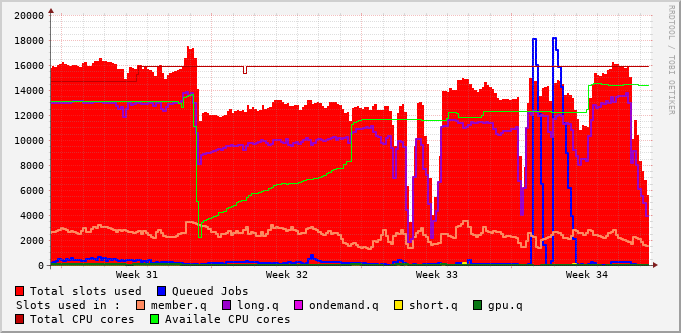 RRDTOOL / TOBI OETIKER
20000
18000
16000
14000
12000
10000
8000
6000
4000
2000
0
Week 31 Week 32 Week 33 Week 34
Total slots used Queued Jobs
Slots used in : member.q long.q ondemand.q short.q gpu.q
Total CPU cores Availale CPU cores